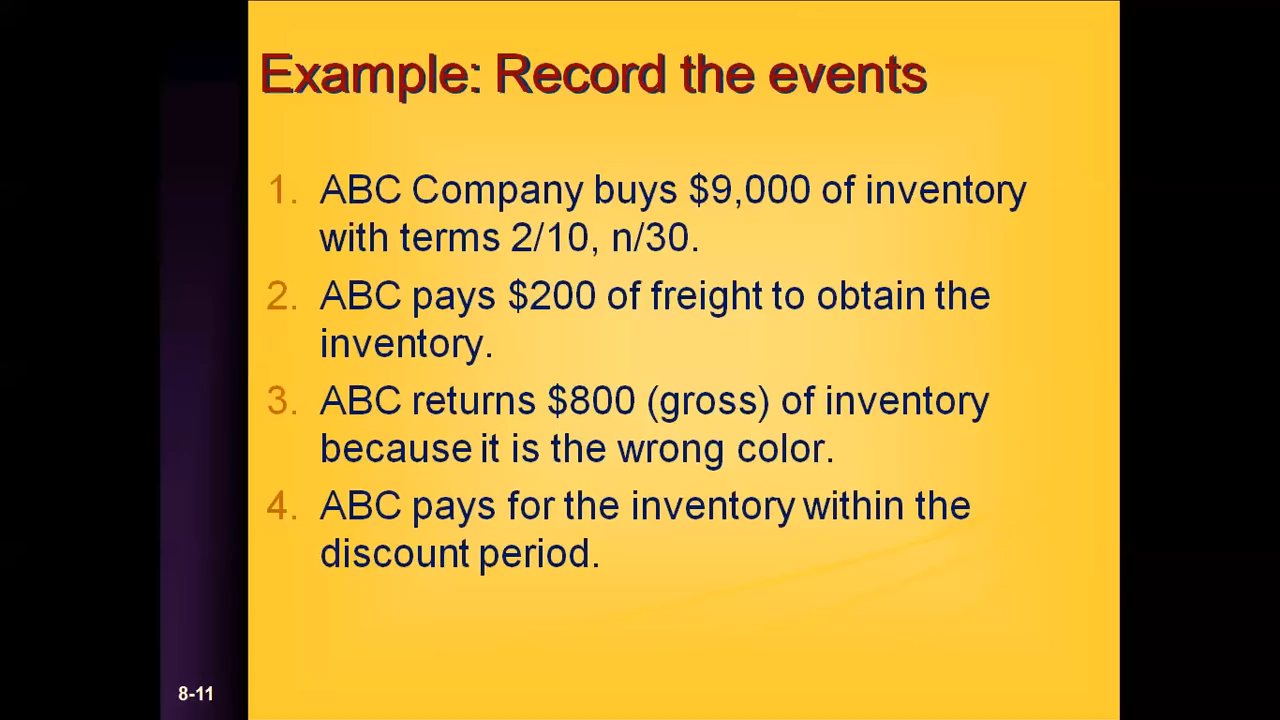 Example: Record the events
1. ABC Company buys $9,000 of inventory
with terms 2/10, n/30.
2. ABC pays $200 of freight to obtain the
inventory.
3. ABC returns $800 (gross) of inventory
because it is the wrong color.
4. ABC pays for the inventory within the
discount period.
8-11